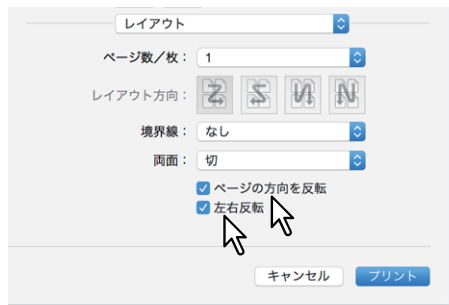 レイアウト
ページ数／枚： 1
レイアウト方向：
境界線： なし
両面： 切
ページの方向を反転
左右反転
キャンセル プリント